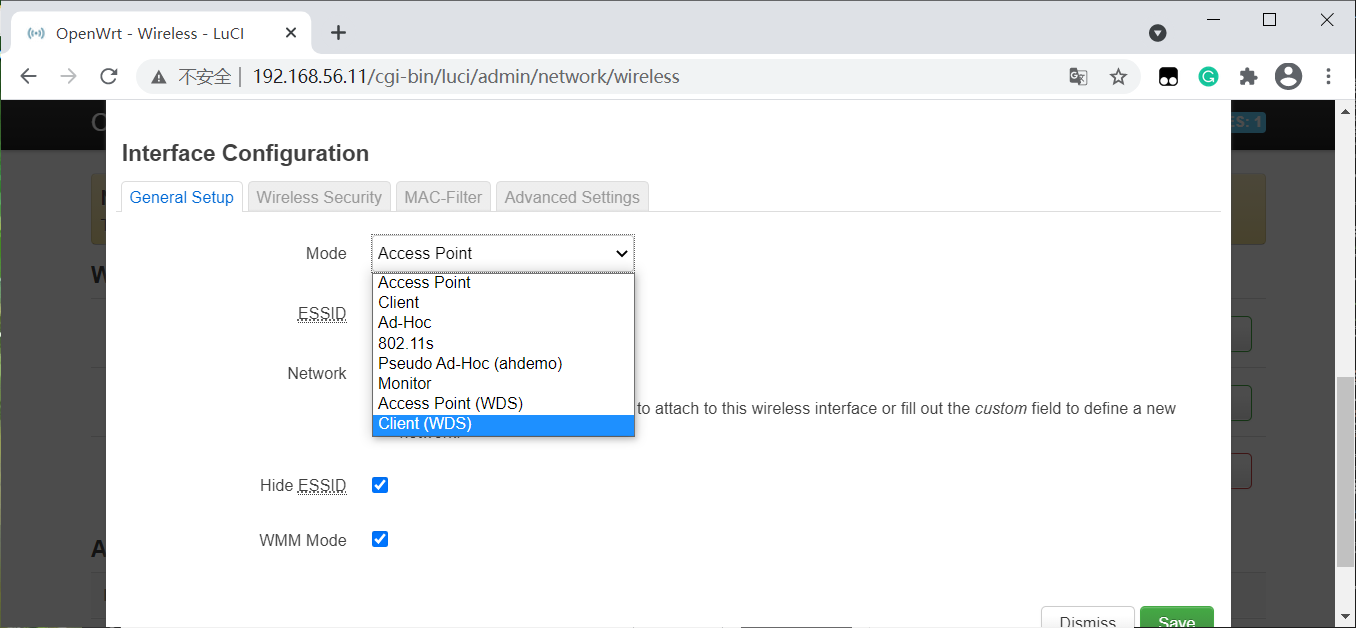 OpenWrt - Wireless - LuCI
不安全 | 192.168.56.11/cgi-bin/luci/admin/network/wireless
ES: 1
Interface Configuration
General Setup Wireless Security MAC-Filter Advanced Settings
Mode Access Point
Access Point
Client
ESSID
Ad-Hoc
802.11s
Pseudo Ad-Hoc (ahdemo)
Network
Monitor
Access Point (WDS)
to attach to this wireless interface or fill out the custom field to define a new
Client (WDS)
Hide ESSID
WMM Mode
Dismiss Save